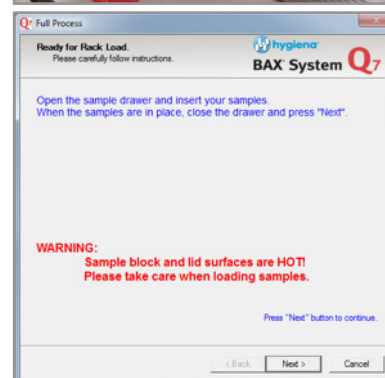 Q7 Full Process
Ready for Rack Load.
Please carefully follow instructions.
hygiena
BAX System Q7
Open the sample drawer and insert your samples.
When the samples are in place, close the drawer and press "Next".
WARNING:
Sample block and lid surfaces are HOT!
Please take care when loading samples.
Press "Next" button to continue.
< Back
Next >
Cancel